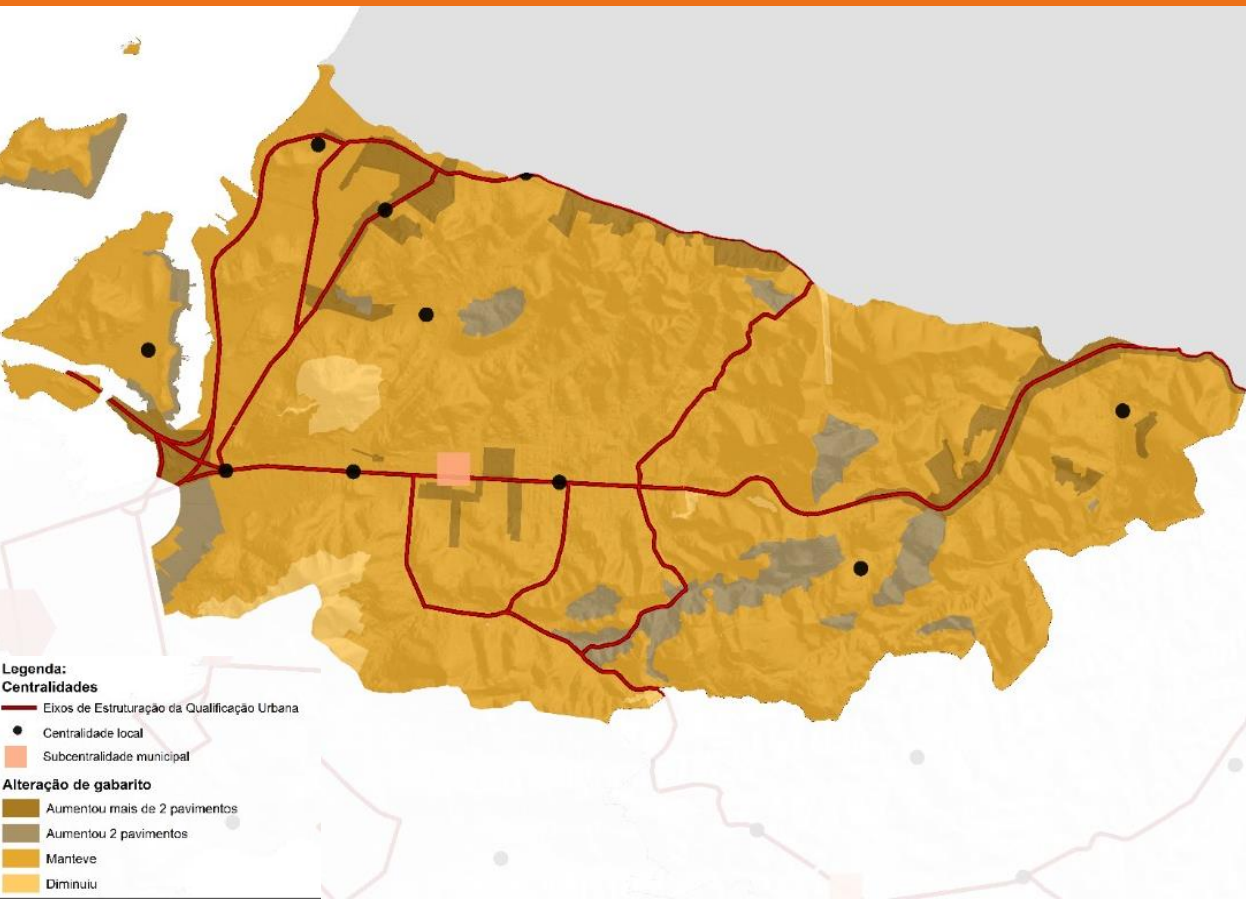 Legenda:
Centralidades
Eixos de Estruturação da Qualificação Urbana
Centralidade local
Subcentralidade municipal
Alteração de gabarito
Aumentou mais de 2 pavimentos
Aumentou 2 pavimentos
Manteve
Diminuiu